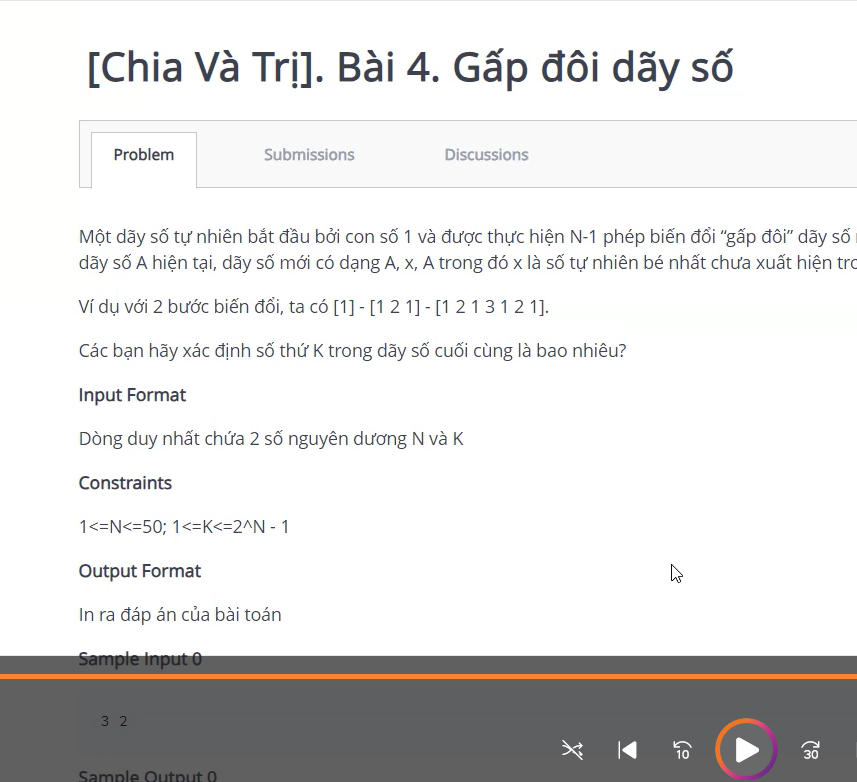 [Chia Và Trị]. Bài 4. Gấp đôi dãy số
Problem
Submissions
Discussions
Một dãy số tự nhiên bắt đầu bởi con số 1 và được thực hiện N-1 phép biến đổi “gấp đôi” dãy số
dãy số A hiện tại, dãy số mới có dạng A, x, A trong đó x là số tự nhiên bé nhất chưa xuất hiện
Ví dụ với 2 bước biến đổi, ta có [1] - [1 2 1] - [1 2 1 3 1 2 1].
Các bạn hãy xác định số thứ K trong dãy số cuối cùng là bao nhiêu?
Input Format
Dòng duy nhất chứa 2 số nguyên dương N và K
Constraints
1<=N<=50; 1<=K<=2^N - 1
Output Format
In ra đáp án của bài toán
Sample Input 0
3 2
10
30
Sample Output 0